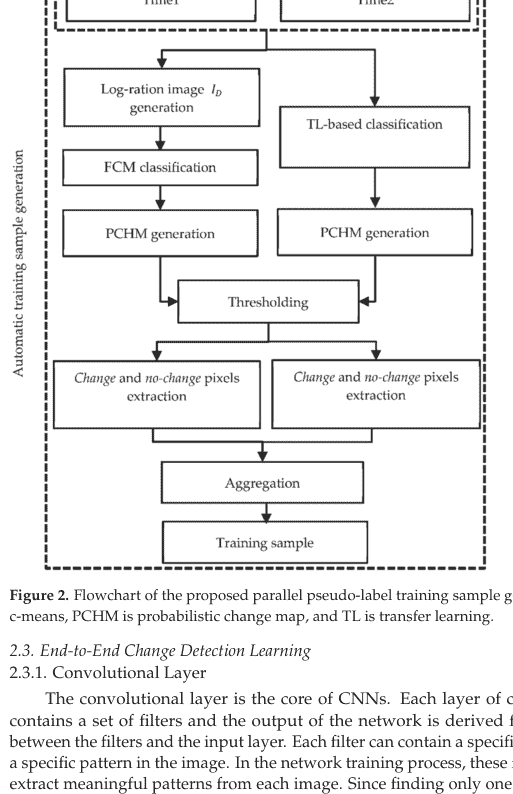 Time1
Time2
Log-ration image I_D
generation
TL-based classification
FCM classification
PCHM generation
PCHM generation
Automatic training sample generation
Thresholding
Change and no-change pixels
extraction
Change and no-change pixels
extraction
Aggregation
Training sample
Figure 2. Flowchart of the proposed parallel pseudo-label training sample g
c-means, PCHM is probabilistic change map, and TL is transfer learning.
2.3. End-to-End Change Detection Learning
2.3.1. Convolutional Layer
The convolutional layer is the core of CNNs. Each layer of c
contains a set of filters and the output of the network is derived f
between the filters and the input layer. Each filter can contain a specifi
a specific pattern in the image. In the network training process, these
extract meaningful patterns from each image. Since finding only one